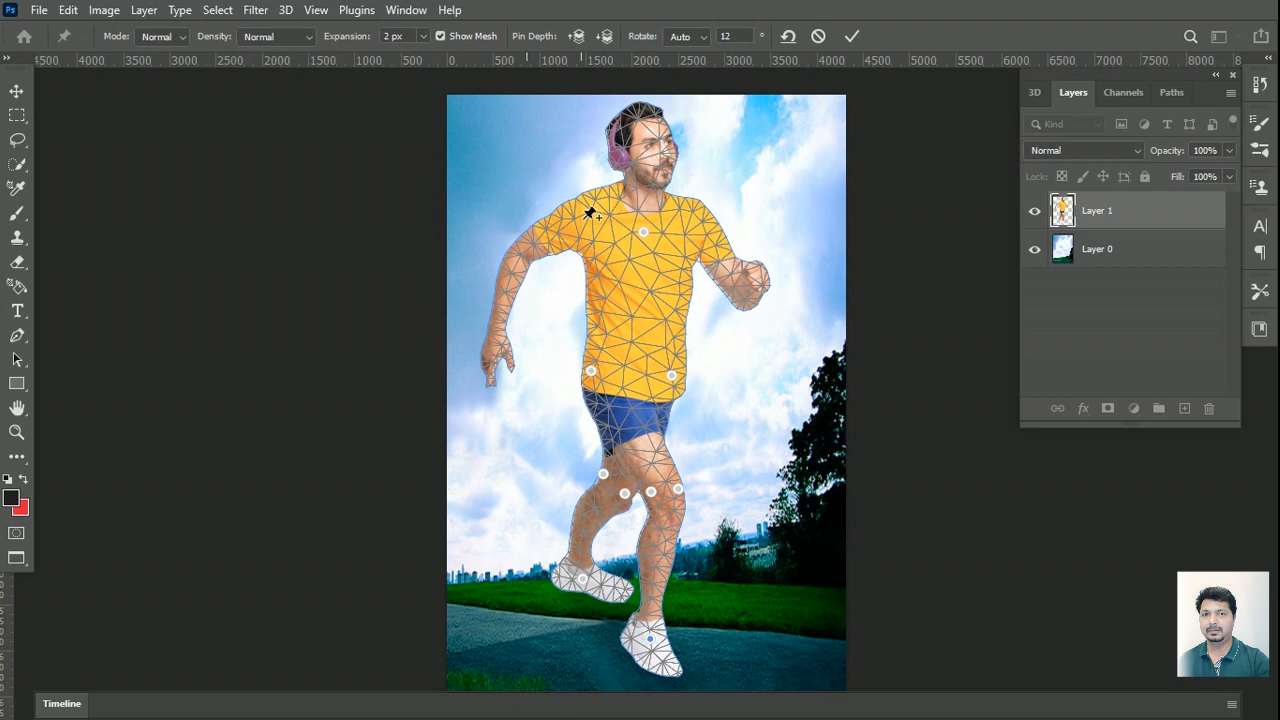 Ps File Edit Image Layer Type Select Filter 3D View Plugins Window Help
Mode: Normal Density: Normal Expansion: 2 px Show Mesh Pin Depth: Rotate: Auto 12 °
4500 4000 3500 3000 2500 2000 1500 1000 500 0 500 1000 1500 2000 2500 3000 3500 4000 4500 5000 5500 6000 6500 7000 7500 8000 8
3D Layers Channels Paths
Kind
Normal Opacity: 100%
Lock: Fill: 100%
Layer 1
Layer 0
Timeline